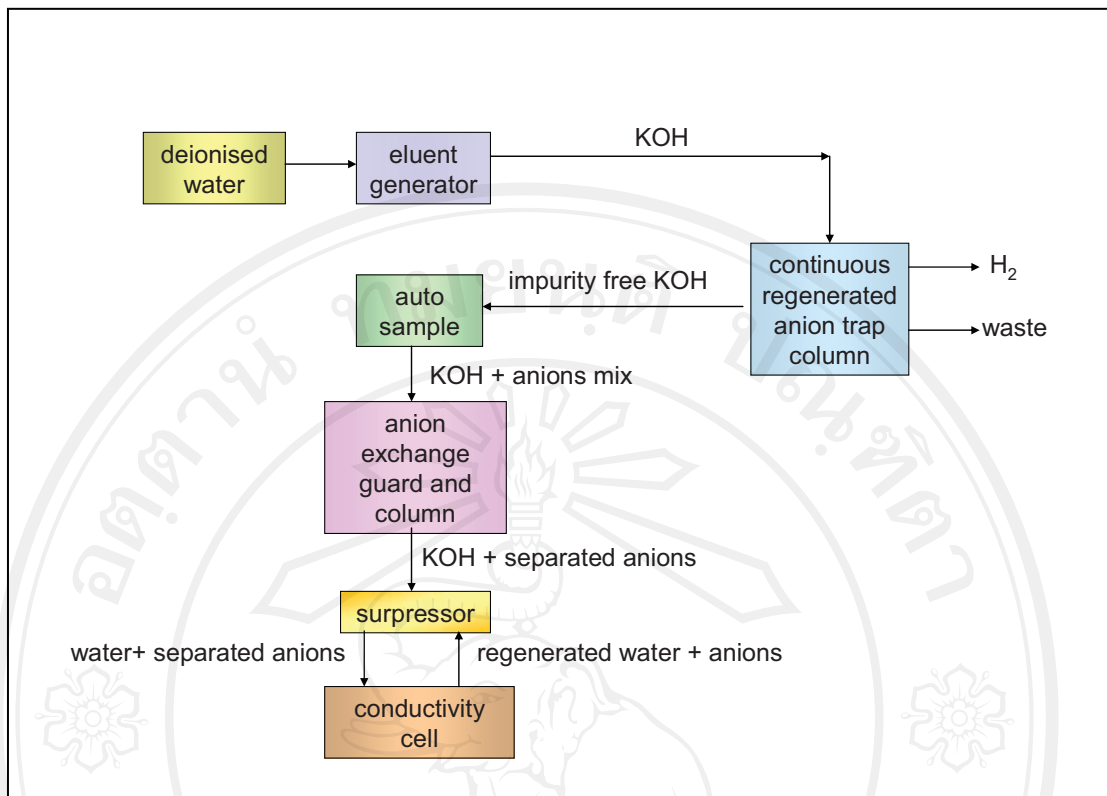 deionised
water
eluent
generator
KOH
continuous
regenerated
anion trap
column
H₂
waste
impurity free KOH
auto
sample
KOH + anions mix
anion
exchange
guard and
column
KOH + separated anions
surpressor
water+ separated anions
regenerated water + anions
conductivity
cell